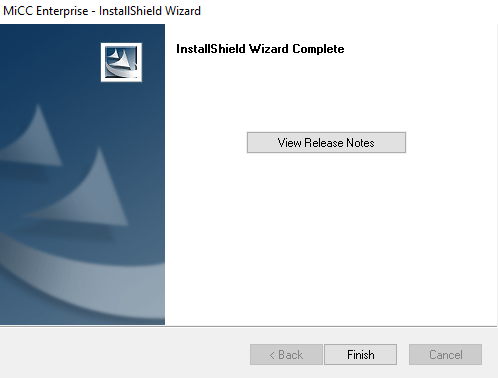 MiCC Enterprise - InstallShield Wizard
InstallShield Wizard Complete
View Release Notes
< Back
Finish
Cancel